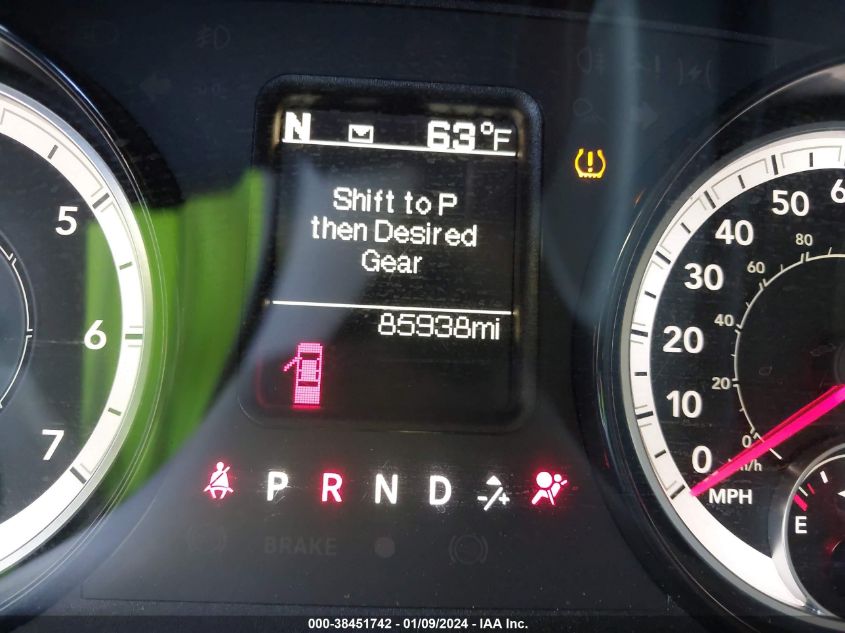 N 63°F
Shift to P
then Desired
Gear
85938mi
5
6
7
P R N D -/+
BRAKE
50
40
30
20
10
0
MPH
80
60
40
20
0
km/h
E
000-38451742 - 01/09/2024 - IAA Inc.